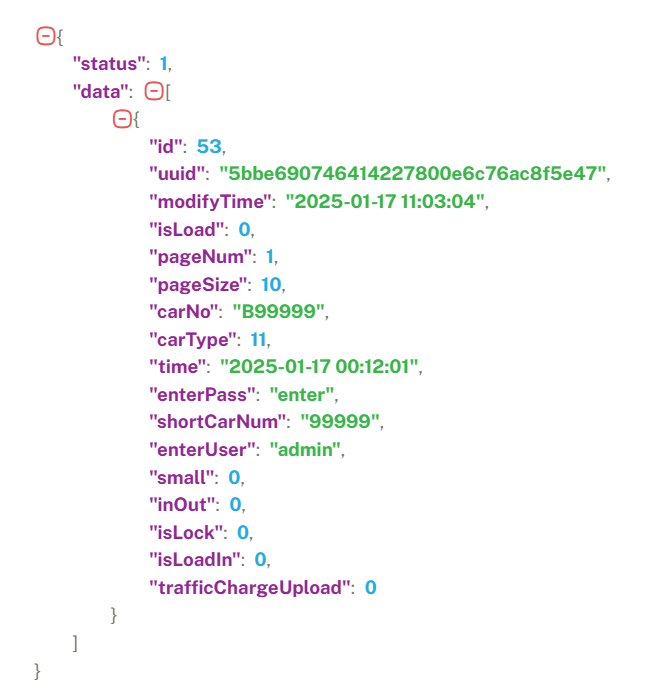 {
"status": 1,
"data": [
{
"id": 53,
"uuid": "5bbe690746414227800e6c76ac8f5e47",
"modifyTime": "2025-01-17 11:03:04",
"isLoad": 0,
"pageNum": 1,
"pageSize": 10,
"carNo": "B99999",
"carType": 11,
"time": "2025-01-17 00:12:01",
"enterPass": "enter",
"shortCarNum": "99999",
"enterUser": "admin",
"small": 0,
"inOut": 0,
"isLock": 0,
"isLoadIn": 0,
"trafficChargeUpload": 0
}
]
}